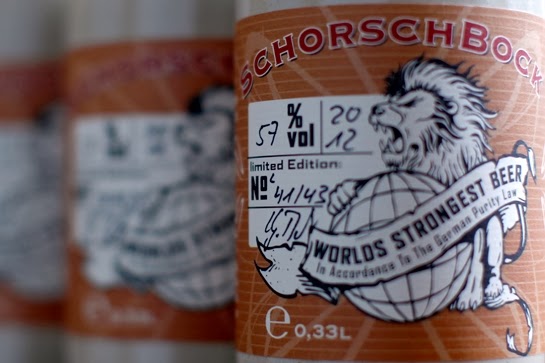 SCHORSCHBOCK
57 % vol 20 12
limited Edition:
№ 41/43
WORLDS STRONGEST BEER
In Accordance To The German Purity Law
e 0,33L
WORLDS